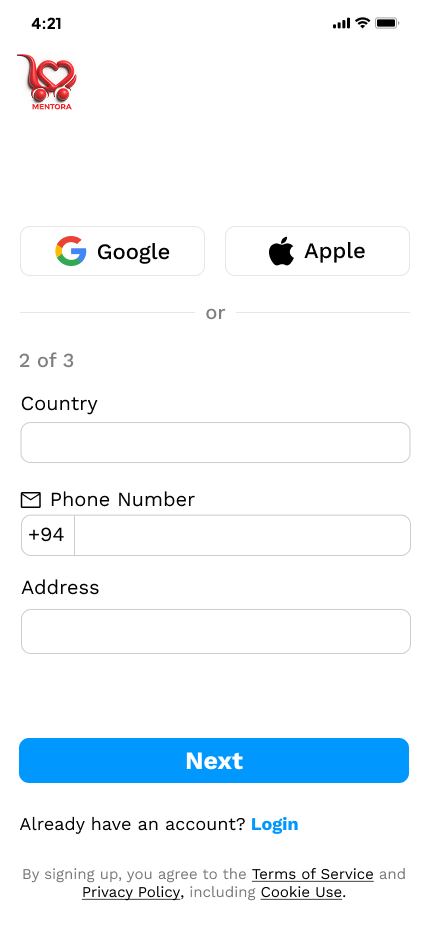 4:21
MENTORA
Google
Apple
or
2 of 3
Country
Phone Number
+94
Address
Next
Already have an account? Login
By signing up, you agree to the Terms of Service and
Privacy Policy, including Cookie Use.